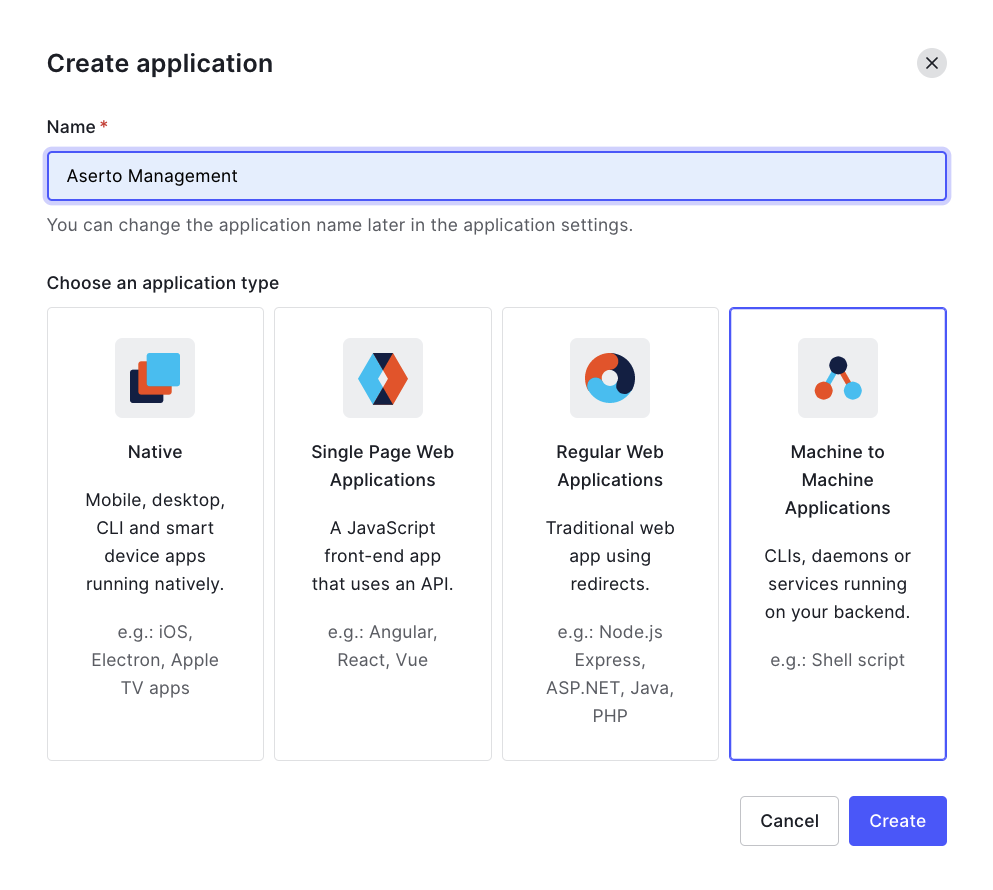 Create application
Name *
Aserto Management
You can change the application name later in the application settings.
Choose an application type
Native
Mobile, desktop,
CLI and smart
device apps
running natively.
e.g.: iOS,
Electron, Apple
TV apps
Single Page Web
Applications
A JavaScript
front-end app
that uses an API.
e.g.: Angular,
React, Vue
Regular Web
Applications
Traditional web
app using
redirects.
e.g.: Node.js
Express,
ASP.NET, Java,
PHP
Machine to
Machine
Applications
CLIs, daemons or
services running
on your backend.
e.g.: Shell script
Cancel
Create